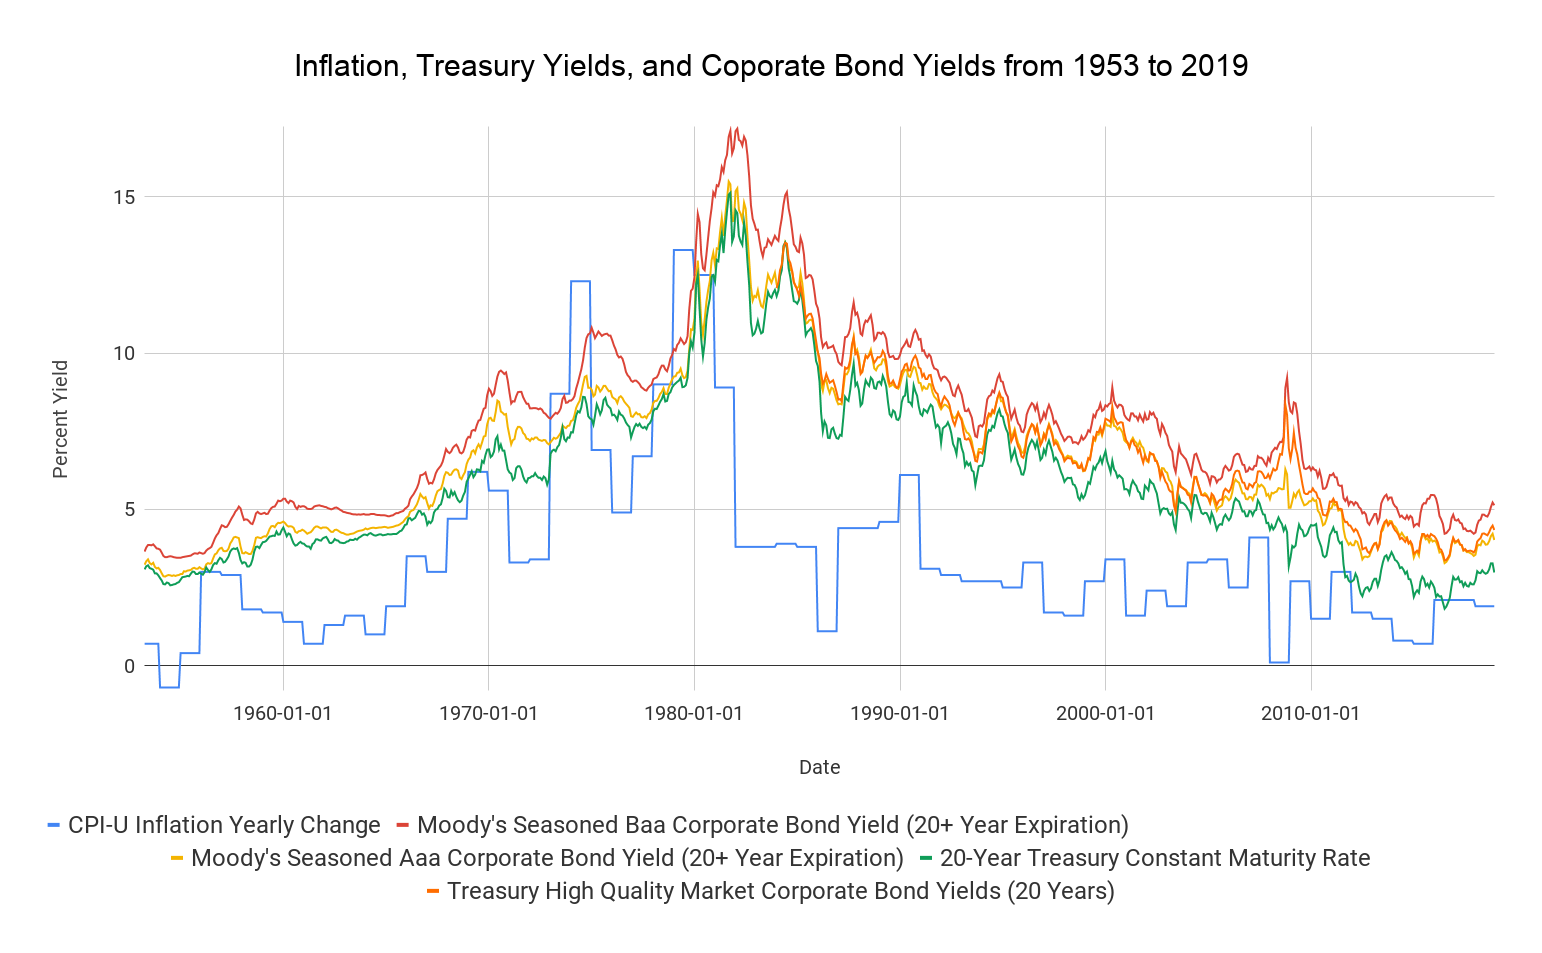 Inflation, Treasury Yields, and Coporate Bond Yields from 1953 to 2019
Percent Yield
15
10
5
0
1960-01-01
1970-01-01
1980-01-01
1990-01-01
2000-01-01
2010-01-01
Date
CPI-U Inflation Yearly Change
Moody's Seasoned Baa Corporate Bond Yield (20+ Year Expiration)
Moody's Seasoned Aaa Corporate Bond Yield (20+ Year Expiration)
20-Year Treasury Constant Maturity Rate
Treasury High Quality Market Corporate Bond Yields (20 Years)